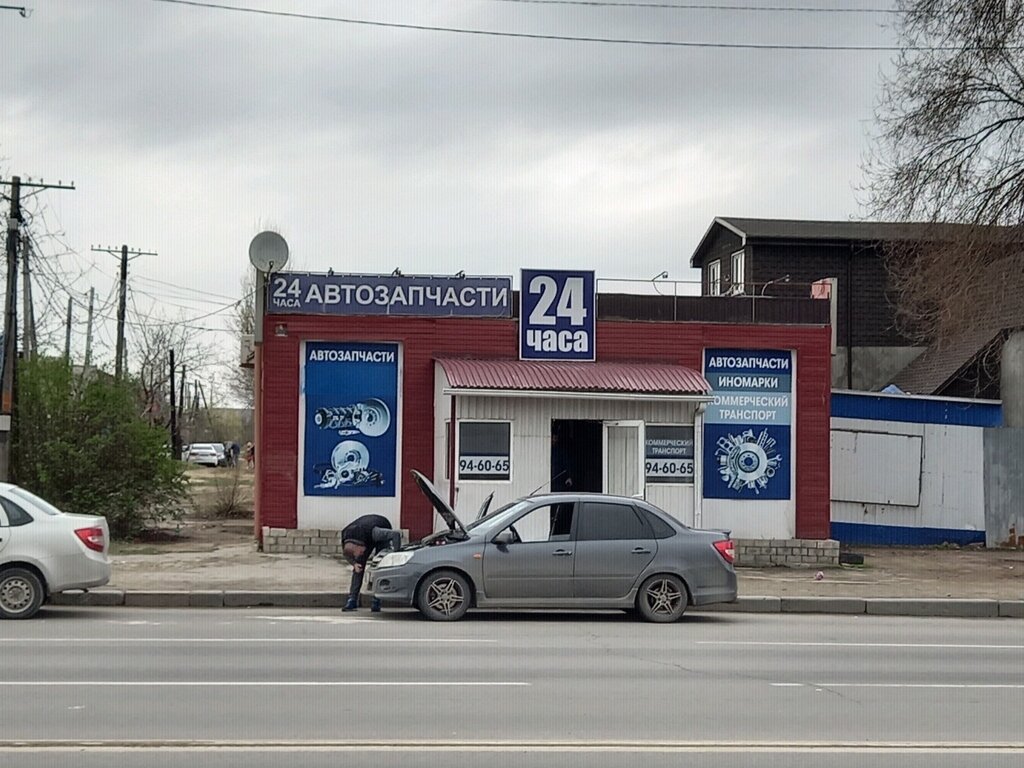 24
ЧАСА
АВТОЗАПЧАСТИ
24
часа
АВТОЗАПЧАСТИ
АВТОЗАПЧАСТИ
ИНОМАРКИ
КОММЕРЧЕСКИЙ
ТРАНСПОРТ
94-60-65
КОММЕРЧЕСКИЙ
ТРАНСПОРТ
94-60-65